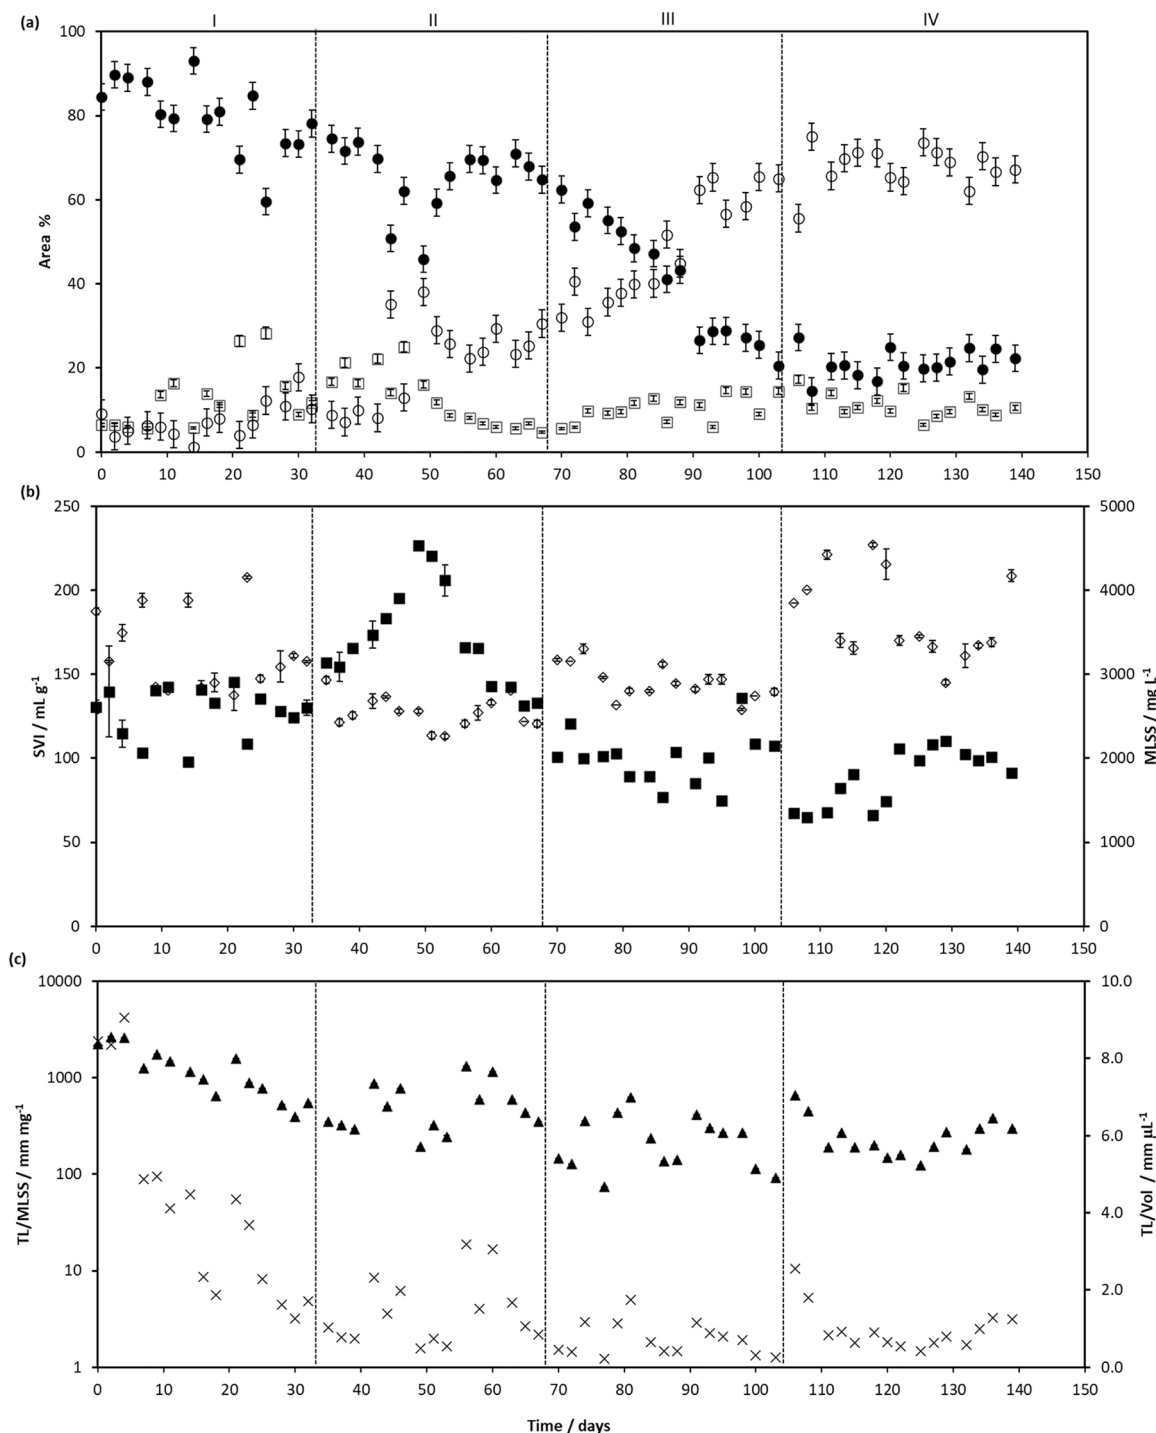 (a) I II III IV
100
80
60
40
20
0
Area %
0 10 20 30 40 50 60 70 80 90 100 110 120 130 140 150
(b)
250 5000
200 4000
150 3000
100 2000
50 1000
0 0
SVI / mL g-1
MLSS / mg L-1
0 10 20 30 40 50 60 70 80 90 100 110 120 130 140 150
(c)
10000 10.0
1000 8.0
100 6.0
10 4.0
1 2.0
0.0
TL/MLSS / mm mg-1
TL/Vol / mm µL-1
0 10 20 30 40 50 60 70 80 90 100 110 120 130 140 150
Time / days